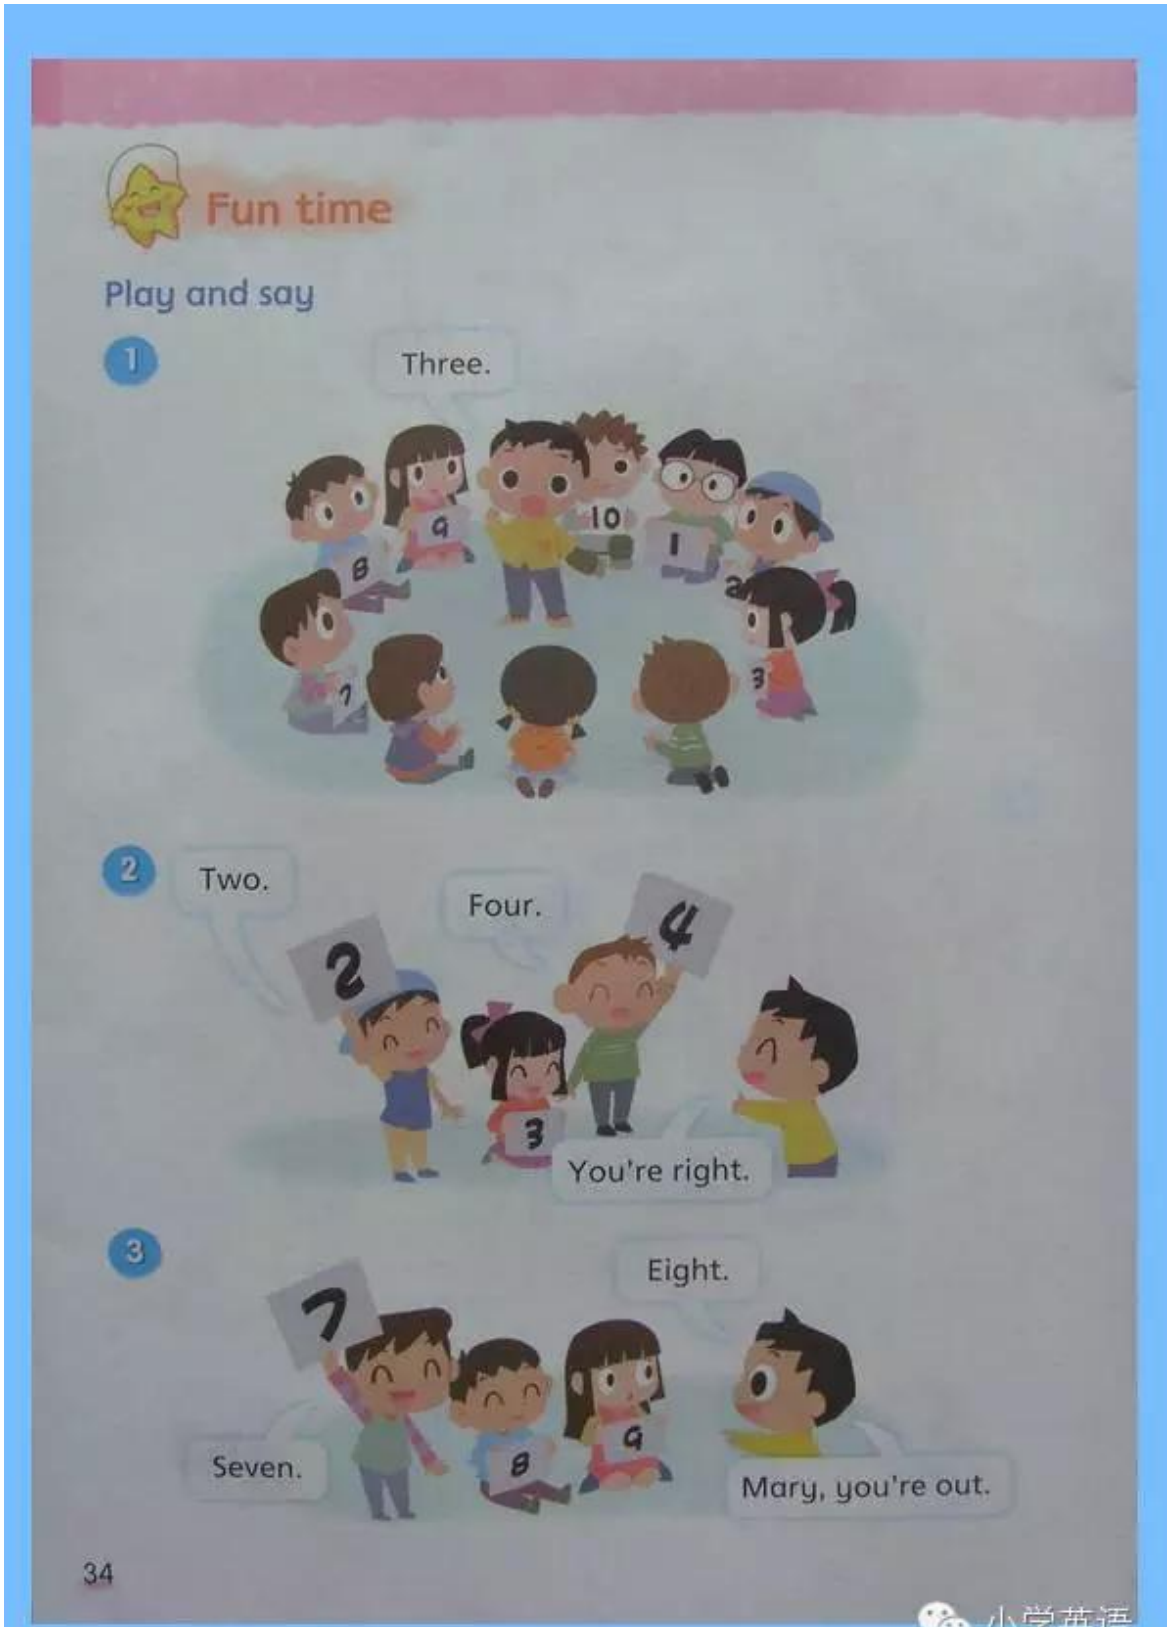 Fun time
Play and say
1
Three.
10
9
1
8
2
3
7
2
Two.
Four.
4
2
3
You're right.
3
Eight.
7
9
8
Seven.
Mary, you're out.
34
小学英语